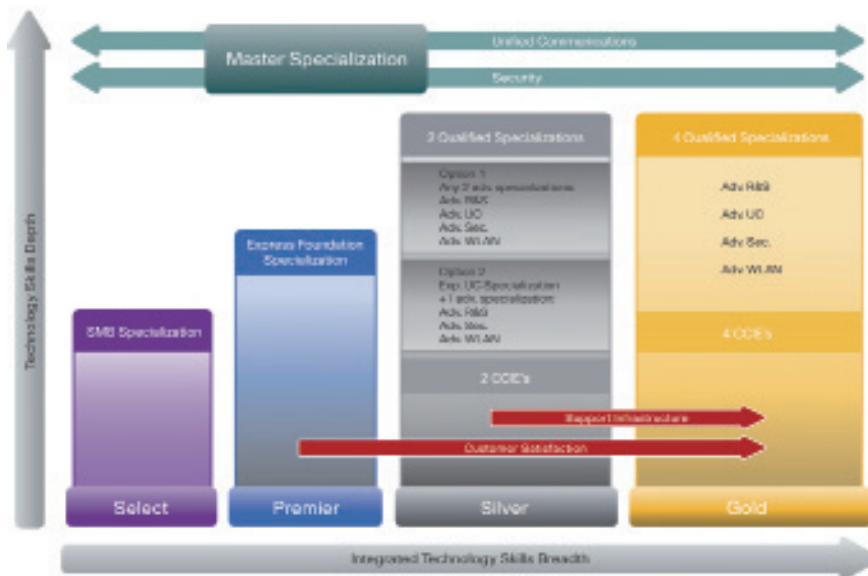 Unified Communications
Master Specialization
Security
Technology Skills Depth
2 Qualified Specializations
Option 1
Any 2 adv. specializations
Adv. R&S
Adv. UC
Adv. Sec.
Adv. WLAN
Option 2
Exp. UC Specialization
+1 adv. specialization:
Adv. R&S
Adv. Sec.
Adv. WLAN
2 CCIE's
4 Qualified Specializations
Adv. R&S
Adv. UC
Adv. Sec.
Adv. WLAN
4 CCIE's
Express Foundation
Specialization
SMB Specialization
Support Infrastructure
Customer Satisfaction
Select
Premier
Silver
Gold
Integrated Technology Skills Breadth